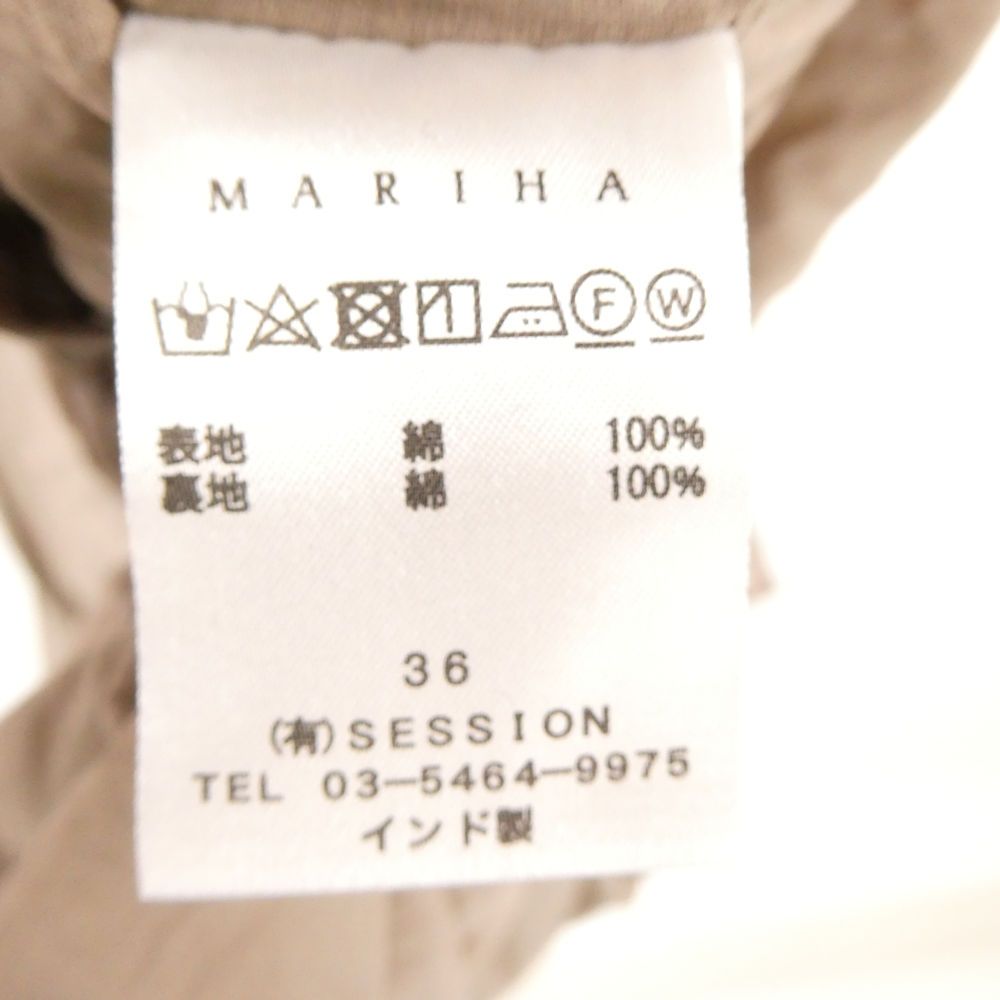 MARIHA
F W
表地 綿 100%
裏地 綿 100%
36
(有)SESSION
TEL 03-5464-9975
インド製